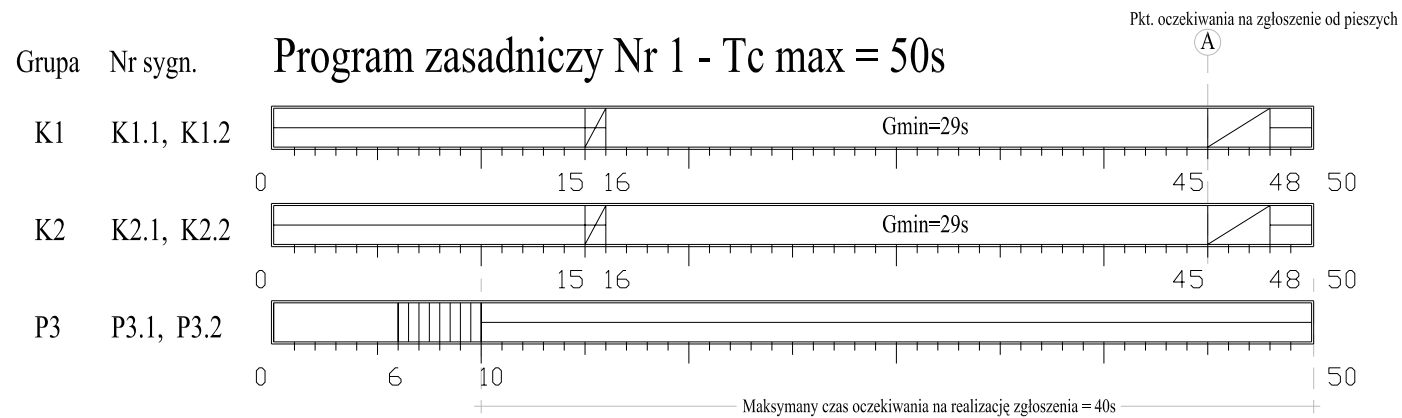 Pkt. oczekiwania na zgłoszenie od pieszych
A
Grupa Nr sygn. Program zasadniczy Nr 1 - Tc max = 50s
K1 K1.1, K1.2 Gmin=29s
0 15 16 45 48 50
K2 K2.1, K2.2 Gmin=29s
0 15 16 45 48 50
P3 P3.1, P3.2
0 6 10 50
Maksymany czas oczekiwania na realizację zgłoszenia = 40s